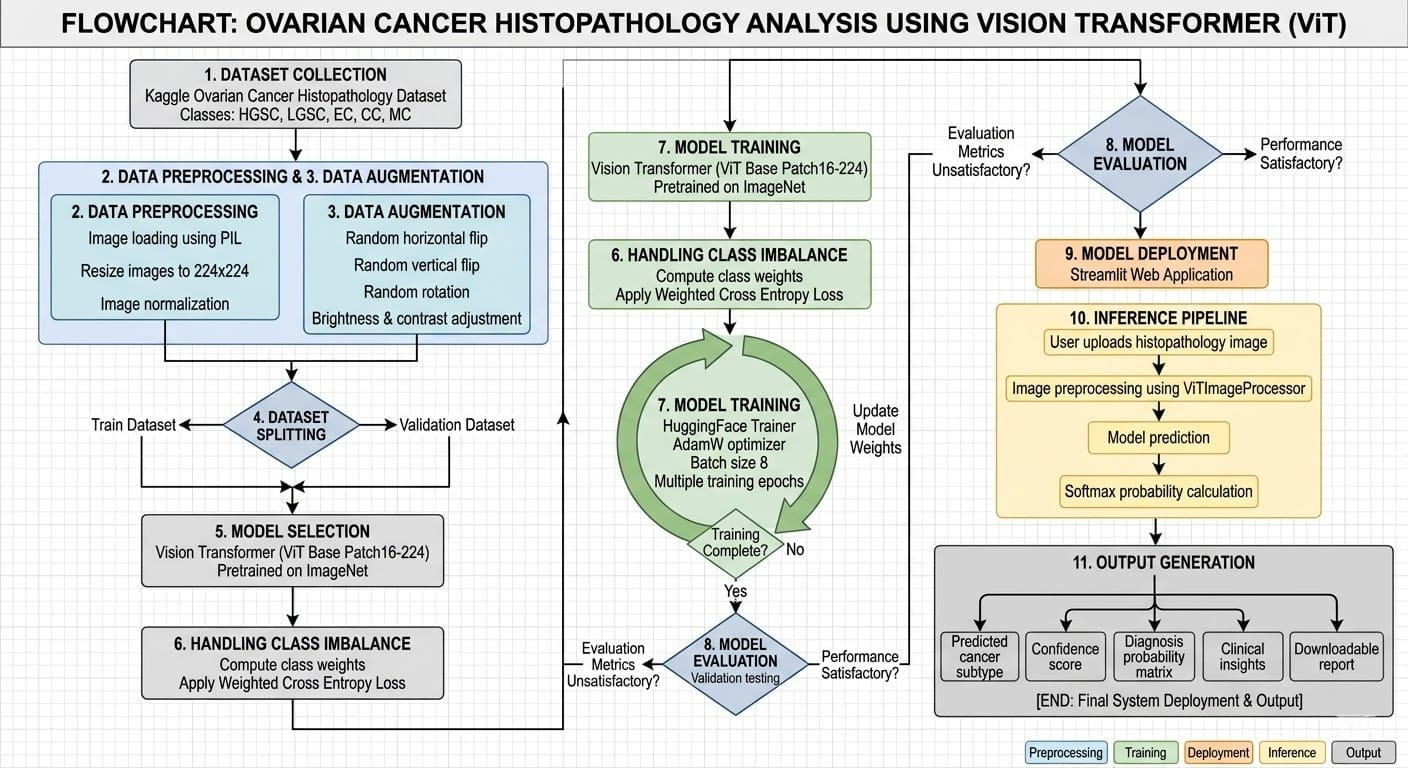 FLOWCHART: OVARIAN CANCER HISTOPATHOLOGY ANALYSIS USING VISION TRANSFORMER (ViT)
1. DATASET COLLECTION
Kaggle Ovarian Cancer Histopathology Dataset
Classes: HGSC, LGSC, EC, CC, MC
2. DATA PREPROCESSING & 3. DATA AUGMENTATION
2. DATA PREPROCESSING
Image loading using PIL
Resize images to 224x224
Image normalization
3. DATA AUGMENTATION
Random horizontal flip
Random vertical flip
Random rotation
Brightness & contrast adjustment
4. DATASET
SPLITTING
Train Dataset
Validation Dataset
5. MODEL SELECTION
Vision Transformer (ViT Base Patch16-224)
Pretrained on ImageNet
6. HANDLING CLASS IMBALANCE
Compute class weights
Apply Weighted Cross Entropy Loss
7. MODEL TRAINING
Vision Transformer (ViT Base Patch16-224)
Pretrained on ImageNet
6. HANDLING CLASS IMBALANCE
Compute class weights
Apply Weighted Cross Entropy Loss
7. MODEL TRAINING
HuggingFace Trainer
AdamW optimizer
Batch size 8
Multiple training epochs
Update
Model
Weights
Training
Complete?
No
Yes
8. MODEL
EVALUATION
Validation testing
Evaluation
Metrics
Unsatisfactory?
Performance
Satisfactory?
8. MODEL
EVALUATION
Evaluation
Metrics
Unsatisfactory?
Performance
Satisfactory?
9. MODEL DEPLOYMENT
Streamlit Web Application
10. INFERENCE PIPELINE
User uploads histopathology image
Image preprocessing using ViTImageProcessor
Model prediction
Softmax probability calculation
11. OUTPUT GENERATION
Predicted
cancer
subtype
Confidence
score
Diagnosis
probability
matrix
Clinical
insights
Downloadable
report
[END: Final System Deployment & Output]
Preprocessing
Training
Deployment
Inference
Output